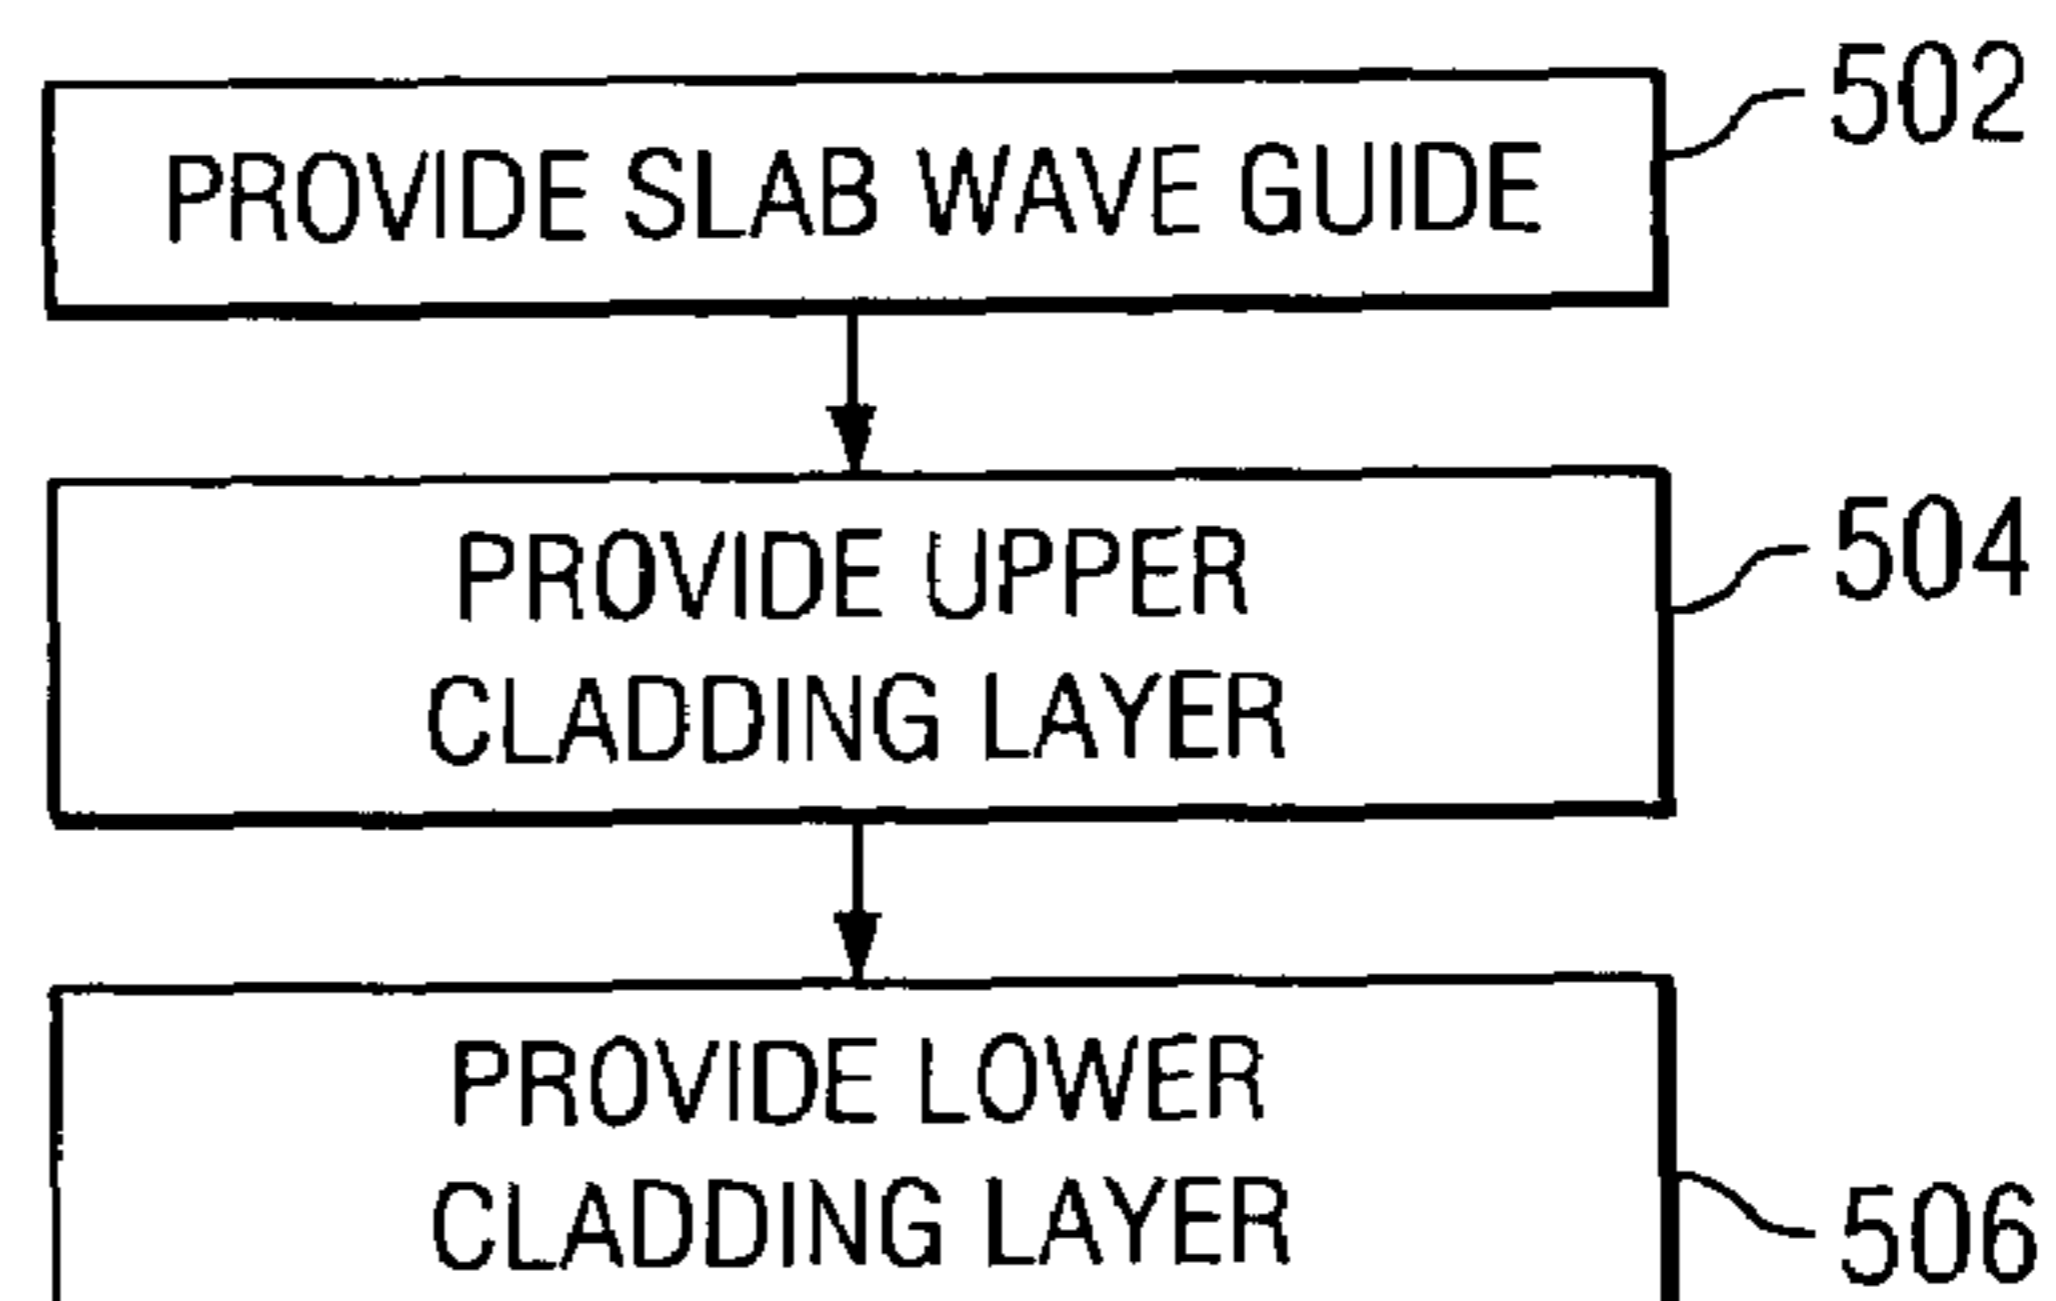 PROVIDE SLAB WAVE GUIDE
502
PROVIDE UPPER
CLADDING LAYER
504
PROVIDE LOWER
CLADDING LAYER
506